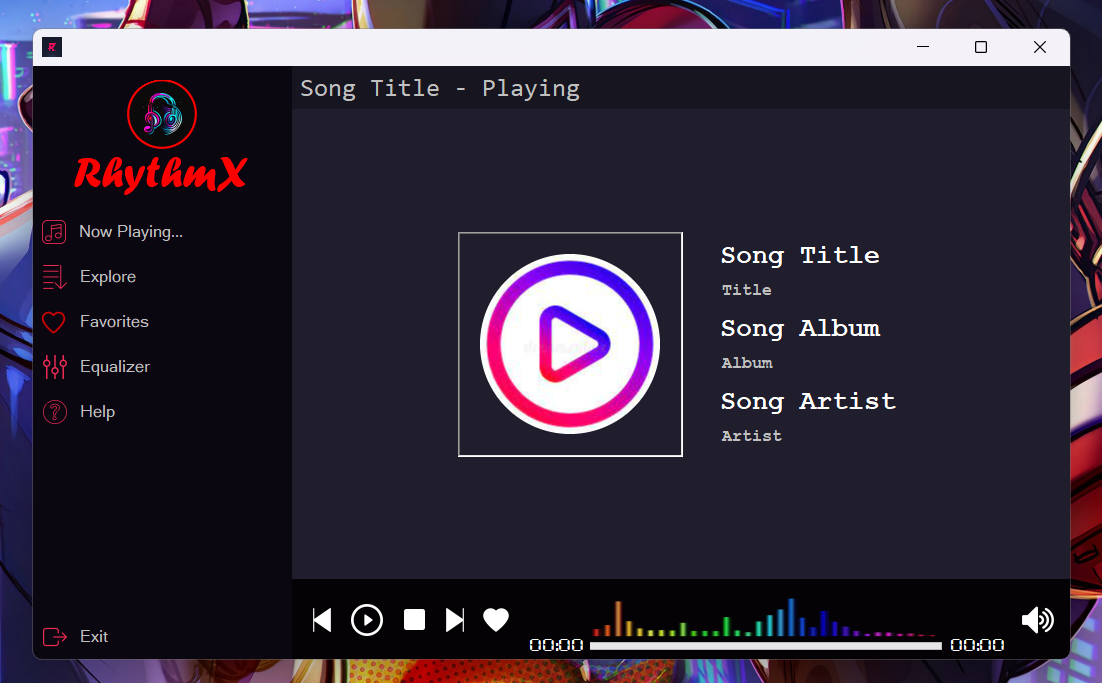 Song Title - Playing
RhythmX
Now Playing...
Explore
Favorites
Equalizer
Help
Exit
Song Title
Title
Song Album
Album
Song Artist
Artist
00:00
00:00